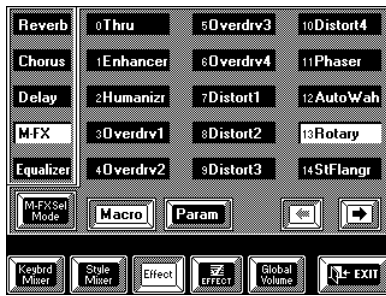 Reverb 0Thru 5Overdrv3 10Distort4
Chorus 1Enhancer 6Overdrv4 11Phaser
Delay 2Humanizr 7Distort1 12AutoWah
M-FX 3Overdrv1 8Distort2 13Rotary
Equalizer 4Overdrv2 9Distort3 14StFlangr
M-FXSel
Mode
Macro Param
Keybrd
Mixer
Style
Mixer
Effect
EFFECT
Global
Volume
EXIT